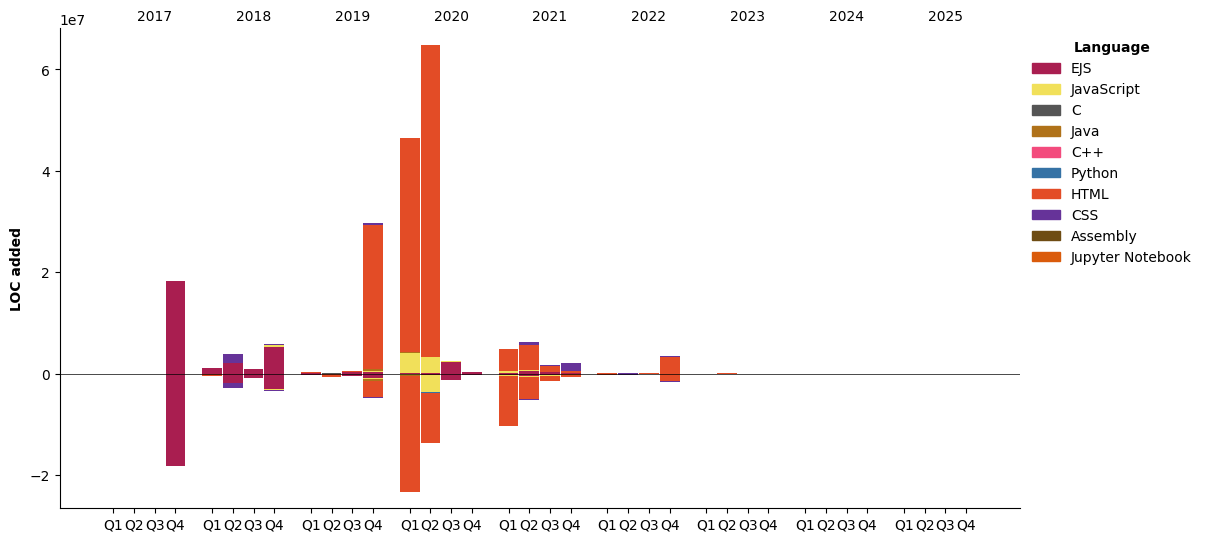 2017 2018 2019 2020 2021 2022 2023 2024 2025
1e7
6
4
2
0
−2
LOC added
Q1 Q2 Q3 Q4 Q1 Q2 Q3 Q4 Q1 Q2 Q3 Q4 Q1 Q2 Q3 Q4 Q1 Q2 Q3 Q4 Q1 Q2 Q3 Q4 Q1 Q2 Q3 Q4 Q1 Q2 Q3 Q4 Q1 Q2 Q3 Q4
Language
EJS
JavaScript
C
Java
C++
Python
HTML
CSS
Assembly
Jupyter Notebook